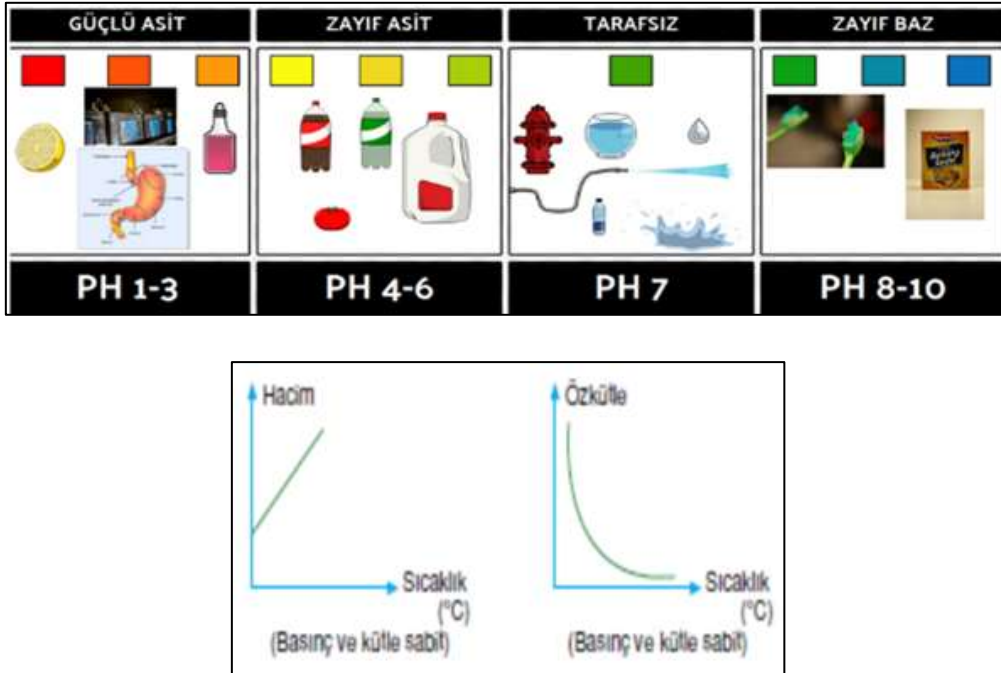 GÜÇLÜ ASİT
ZAYIF ASİT
TARAFSIZ
ZAYIF BAZ
PH 1-3
PH 4-6
PH 7
PH 8-10
Hacim
Sıcaklık
(°C)
(Basınç ve kütle sabit)
Özkütle
Sıcaklık
(°C)
(Basınç ve kütle sabit)